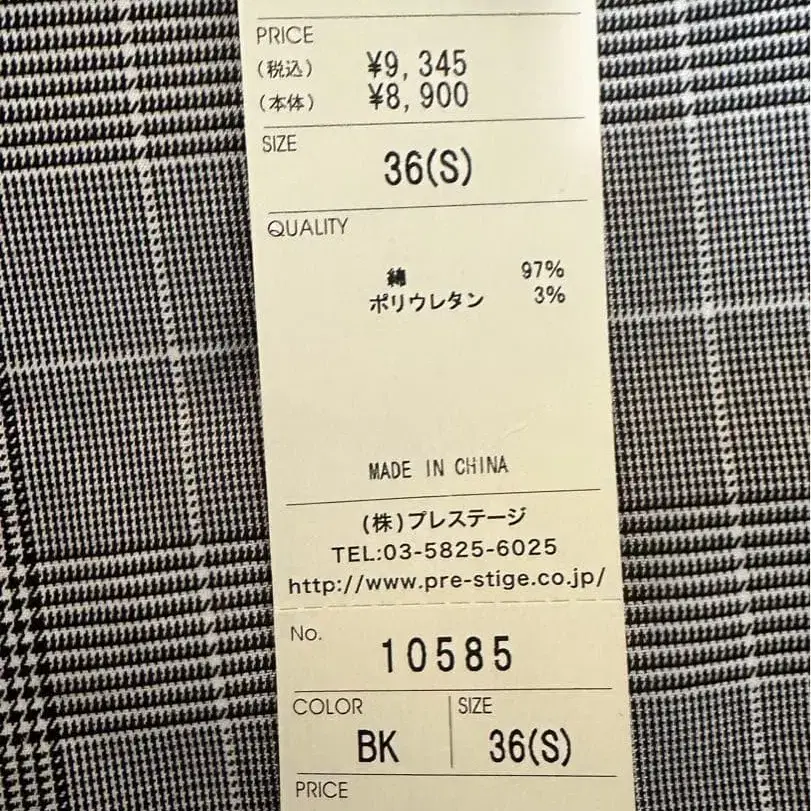 PRICE
(税込) ¥9,345
(本体) ¥8,900
SIZE
36(S)
QUALITY
綿 97%
ポリウレタン 3%
MADE IN CHINA
(株)プレステージ
TEL:03-5825-6025
http://www.pre-stige.co.jp/
No.
10585
COLOR SIZE
BK 36(S)
PRICE